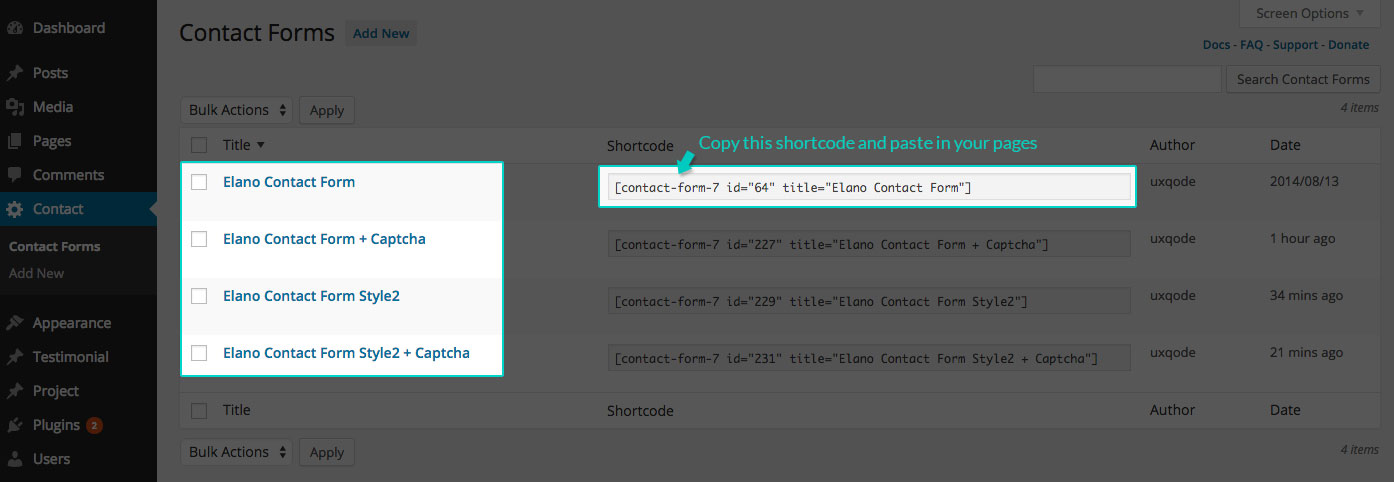 Dashboard
Posts
Media
Pages
Comments
Contact
Contact Forms
Add New
Appearance
Testimonial
Project
Plugins 2
Users
Contact Forms Add New
Screen Options
Docs - FAQ - Support - Donate
Search Contact Forms
Bulk Actions Apply
4 items
Title Shortcode Author Date
Copy this shortcode and paste in your pages
Elano Contact Form [contact-form-7 id="64" title="Elano Contact Form"] uxqode 2014/08/13
Elano Contact Form + Captcha [contact-form-7 id="227" title="Elano Contact Form + Captcha"] uxqode 1 hour ago
Elano Contact Form Style2 [contact-form-7 id="229" title="Elano Contact Form Style2"] uxqode 34 mins ago
Elano Contact Form Style2 + Captcha [contact-form-7 id="231" title="Elano Contact Form Style2 + Captcha"] uxqode 21 mins ago
Title Shortcode Author Date
Bulk Actions Apply
4 items